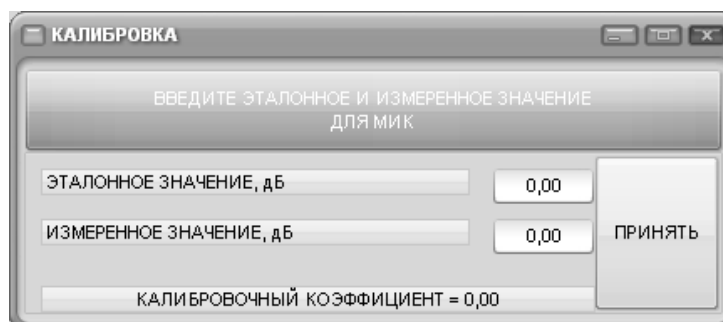 КАЛИБРОВКА
ВВЕДИТЕ ЭТАЛОННОЕ И ИЗМЕРЕННОЕ ЗНАЧЕНИЕ
ДЛЯ МИК
ЭТАЛОННОЕ ЗНАЧЕНИЕ, дБ 0,00
ИЗМЕРЕННОЕ ЗНАЧЕНИЕ, дБ 0,00
ПРИНЯТЬ
КАЛИБРОВОЧНЫЙ КОЭФФИЦИЕНТ = 0,00